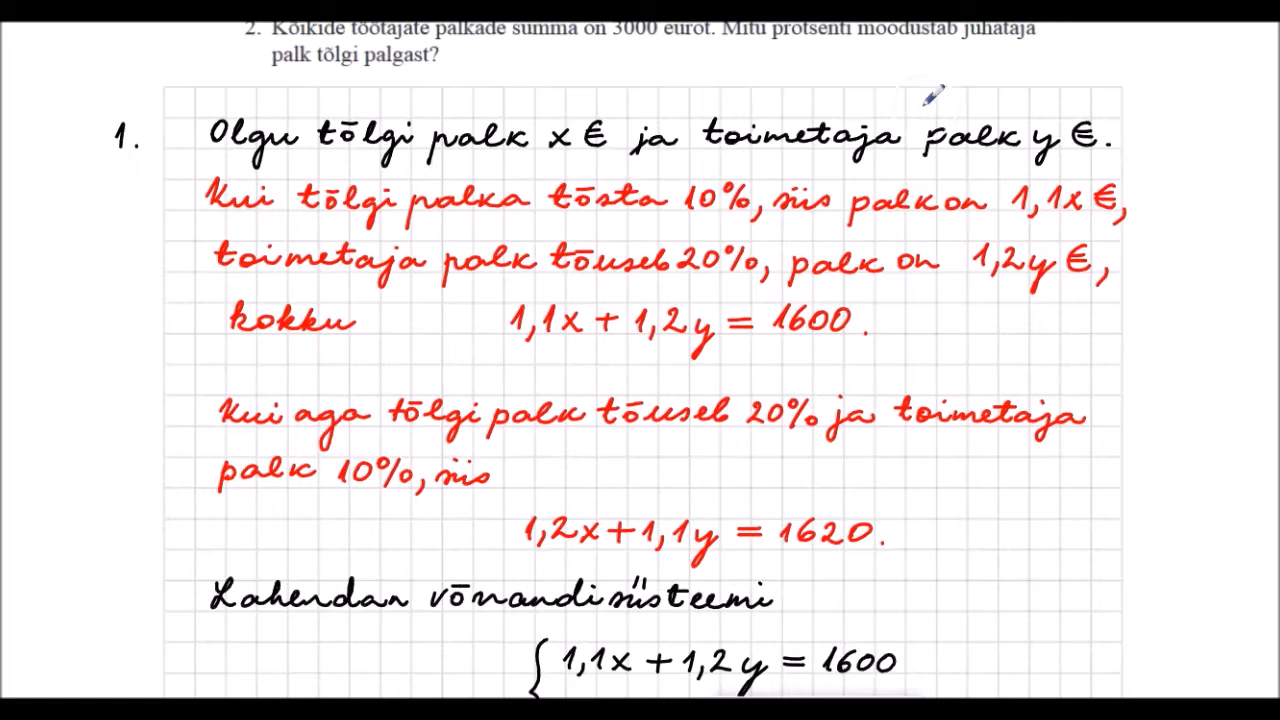 2. Kõikide töötajate palkade summa on 3000 eurot. Mitu protsenti moodustab juhataja
palk tõlgi palgast?
1. Olgu tõlgi palk x € ja toimetaja palk y €.
Kui tõlgi palka tõsta 10%, siis palk on 1,1x €,
toimetaja palk tõuseb 20%, palk on 1,2y €,
kokku 1,1x + 1,2y = 1600.
Kui aga tõlgi palk tõuseb 20% ja toimetaja
palk 10%, siis
1,2x + 1,1y = 1620.
Lahendan võrrandisüsteemi
{ 1,1x + 1,2y = 1600